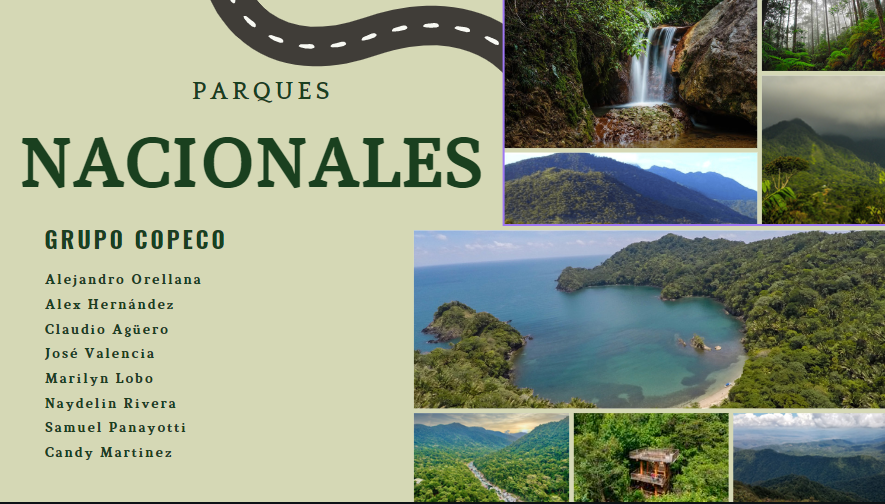 PARQUES
NACIONALES
GRUPO COPECO
Alejandro Orellana
Alex Hernández
Claudio Agüero
José Valencia
Marilyn Lobo
Naydelin Rivera
Samuel Panayotti
Candy Martinez